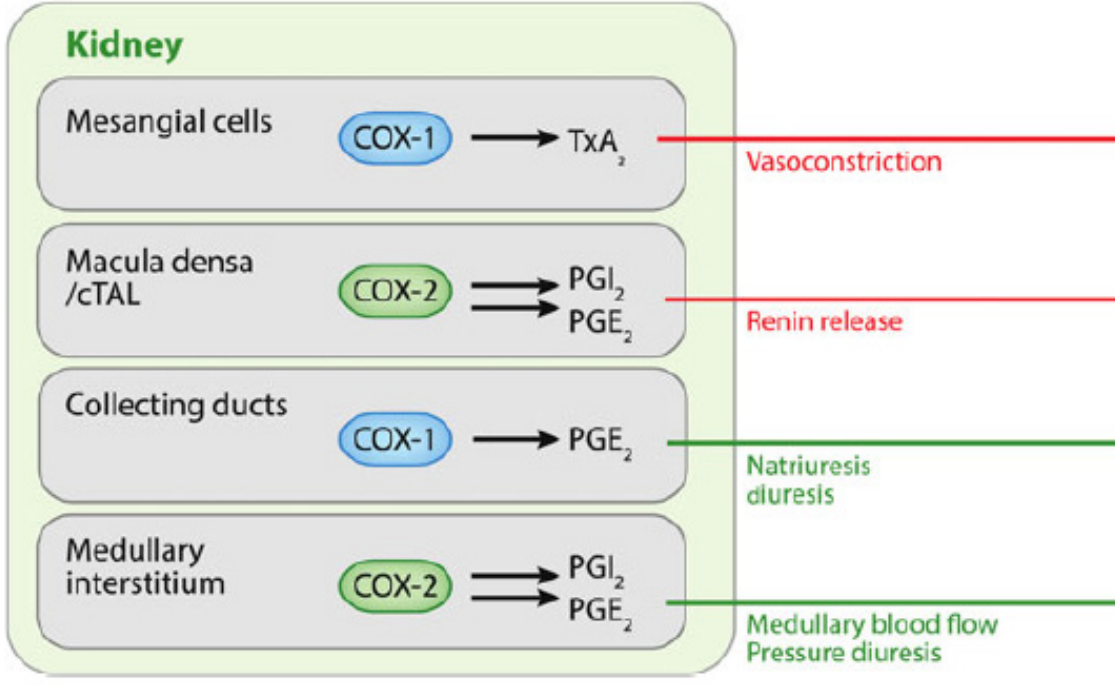 Kidney
Mesangial cells
COX-1
TxA₂
Vasoconstriction
Macula densa
/cTAL
COX-2
PGI₂
PGE₂
Renin release
Collecting ducts
COX-1
PGE₂
Natriuresis
diuresis
Medullary
interstitium
COX-2
PGI₂
PGE₂
Medullary blood flow
Pressure diuresis